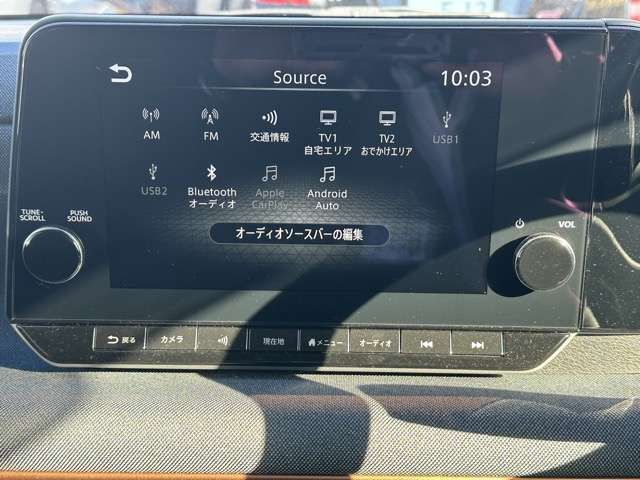 Source
10:03
AM
FM
交通情報
TV1
自宅エリア
TV2
おでかけエリア
USB1
USB2
Bluetooth
オーディオ
Apple
CarPlay
Android
Auto
オーディオソースバーの編集
TUNE・
SCROLL
PUSH
SOUND
VOL
戻る
カメラ
現在地
メニュー
オーディオ